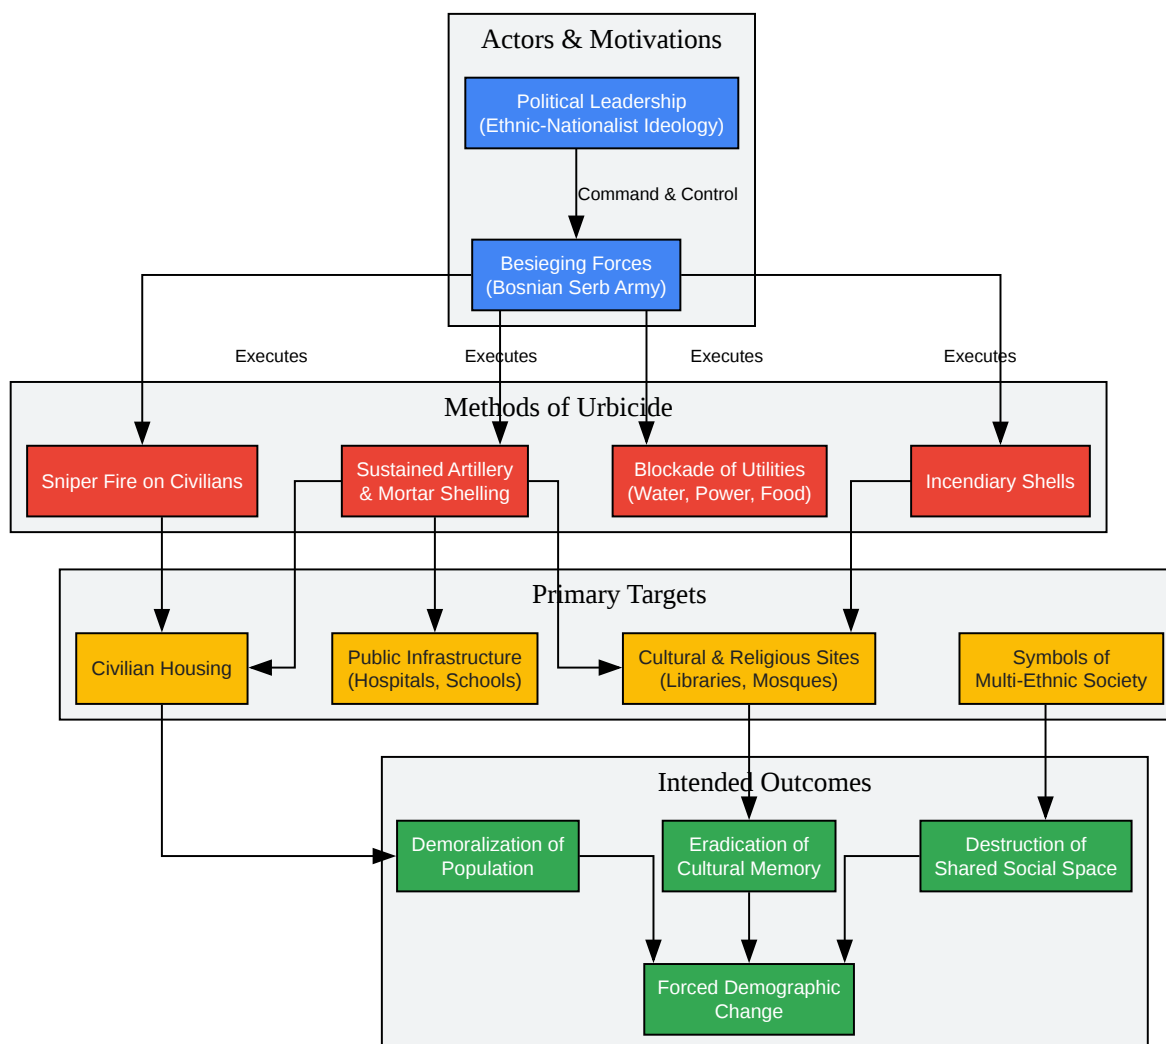 Actors & Motivations
Political Leadership
(Ethnic-Nationalist Ideology)
Command & Control
Besieging Forces
(Bosnian Serb Army)
Executes
Executes
Executes
Executes
Methods of Urbicide
Sniper Fire on Civilians
Sustained Artillery
& Mortar Shelling
Blockade of Utilities
(Water, Power, Food)
Incendiary Shells
Primary Targets
Civilian Housing
Public Infrastructure
(Hospitals, Schools)
Cultural & Religious Sites
(Libraries, Mosques)
Symbols of
Multi-Ethnic Society
Intended Outcomes
Demoralization of
Population
Eradication of
Cultural Memory
Destruction of
Shared Social Space
Forced Demographic
Change